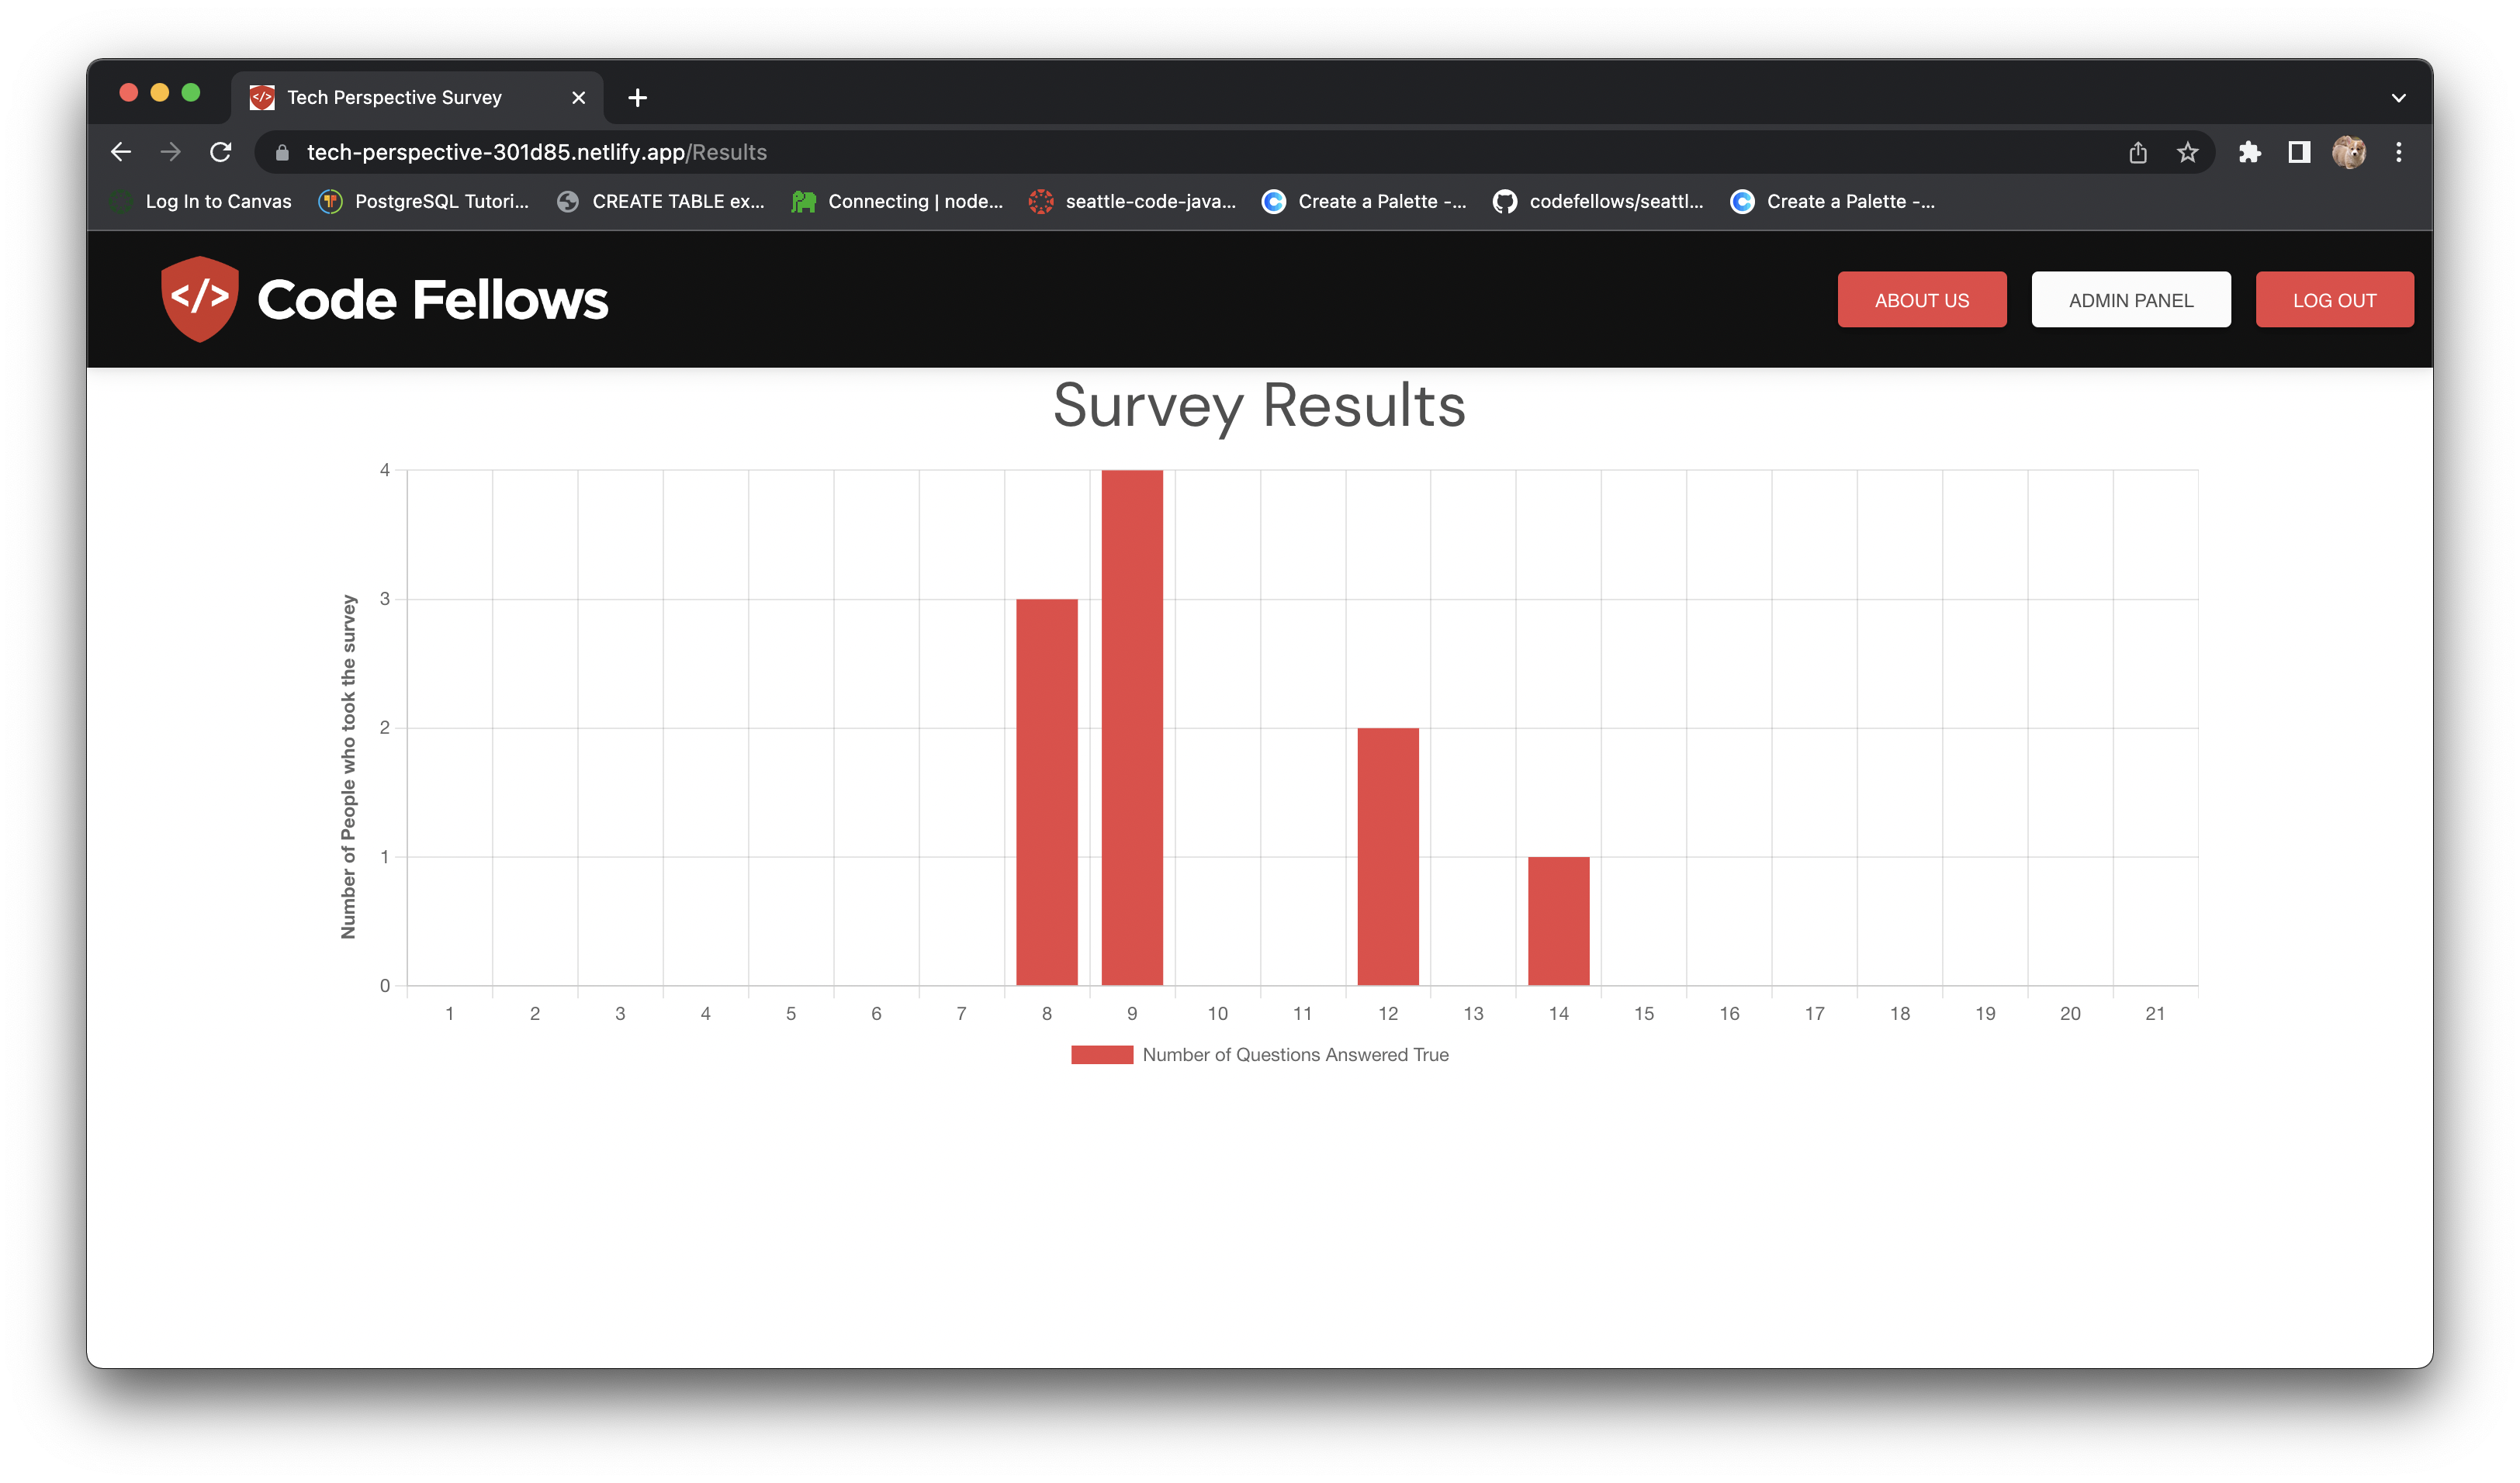 Tech Perspective Survey
tech-perspective-301d85.netlify.app/Results
Log In to Canvas PostgreSQL Tutori... CREATE TABLE ex... Connecting | node... seattle-code-java... Create a Palette -... codefellows/seattl... Create a Palette -...
</> Code Fellows
ABOUT US ADMIN PANEL LOG OUT
Survey Results
Number of People who took the survey
4
3
2
1
0
1 2 3 4 5 6 7 8 9 10 11 12 13 14 15 16 17 18 19 20 21
Number of Questions Answered True